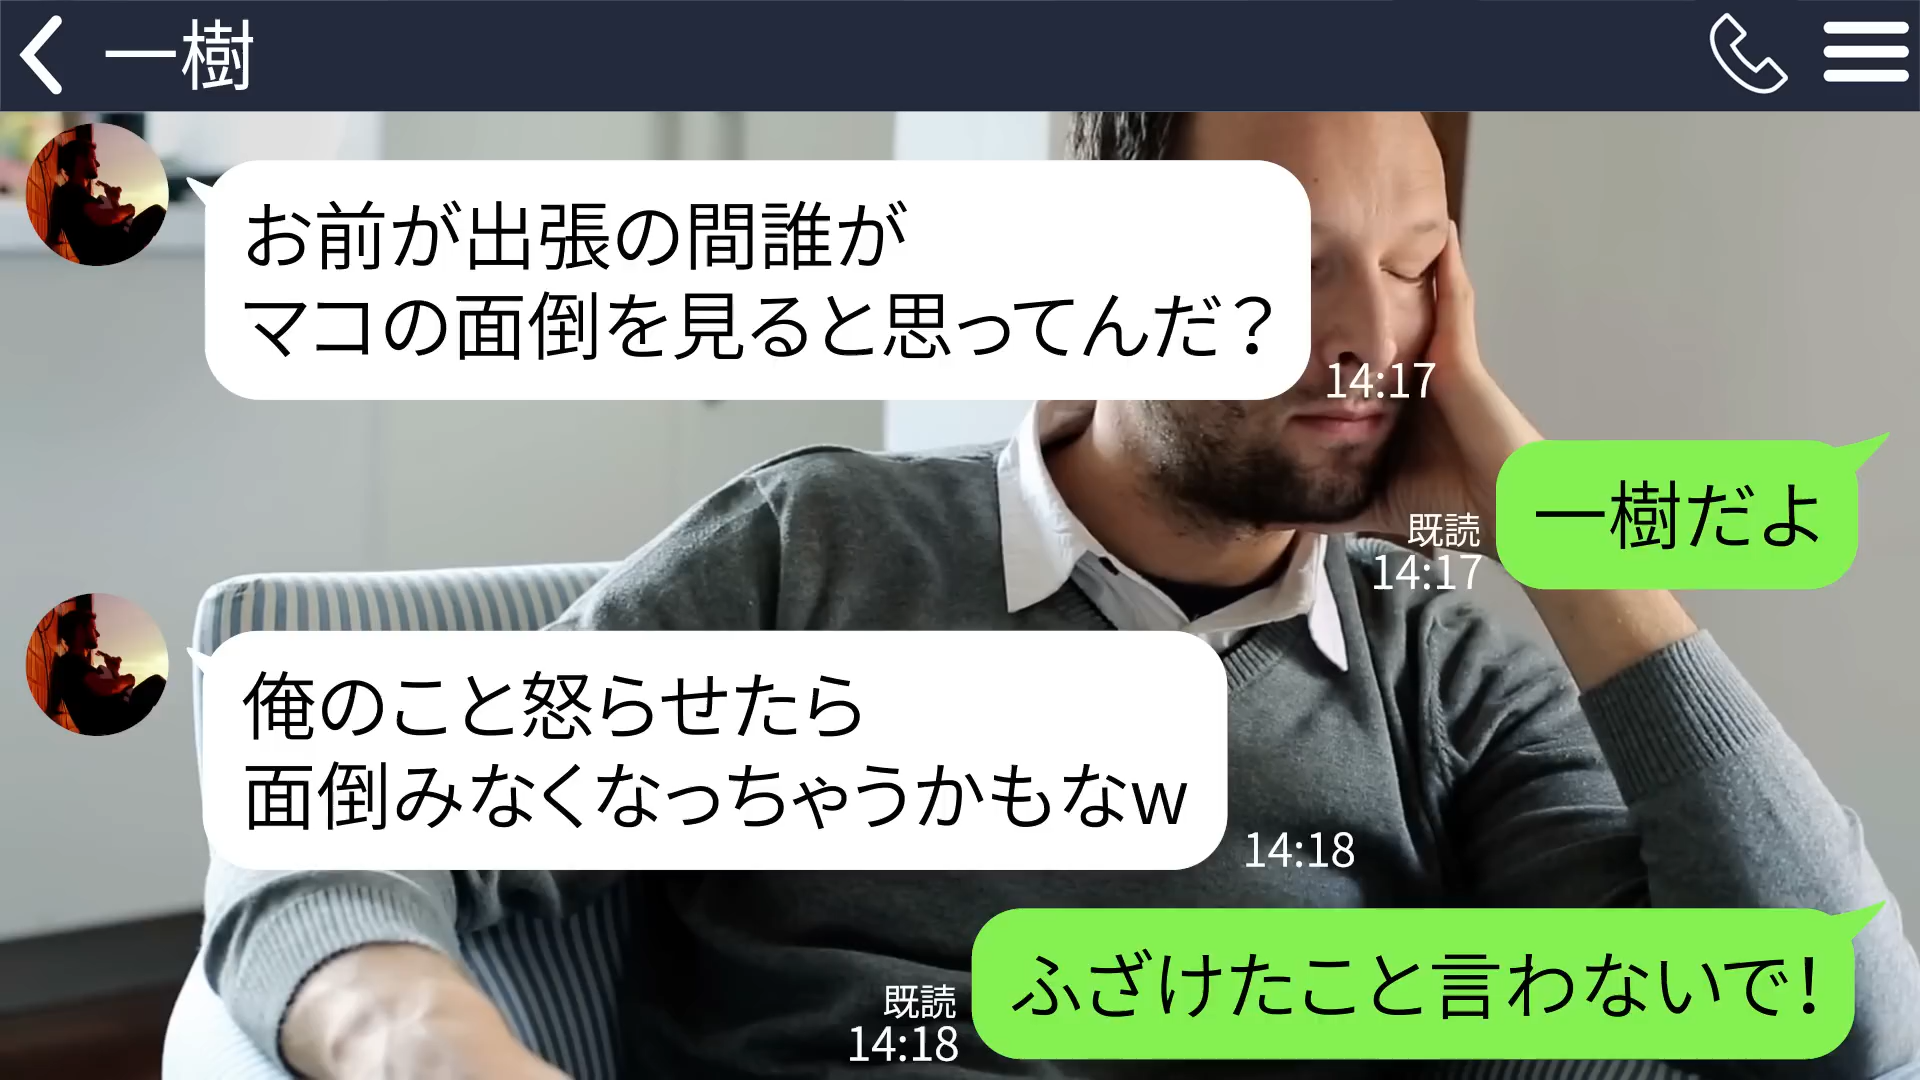 一樹
お前が出張の間誰が
マコの面倒を見ると思ってんだ？
14:17
一樹だよ
既読
14:17
俺のこと怒らせたら
面倒みなくなっちゃうかもなw
14:18
ふざけたこと言わないで!
既読
14:18